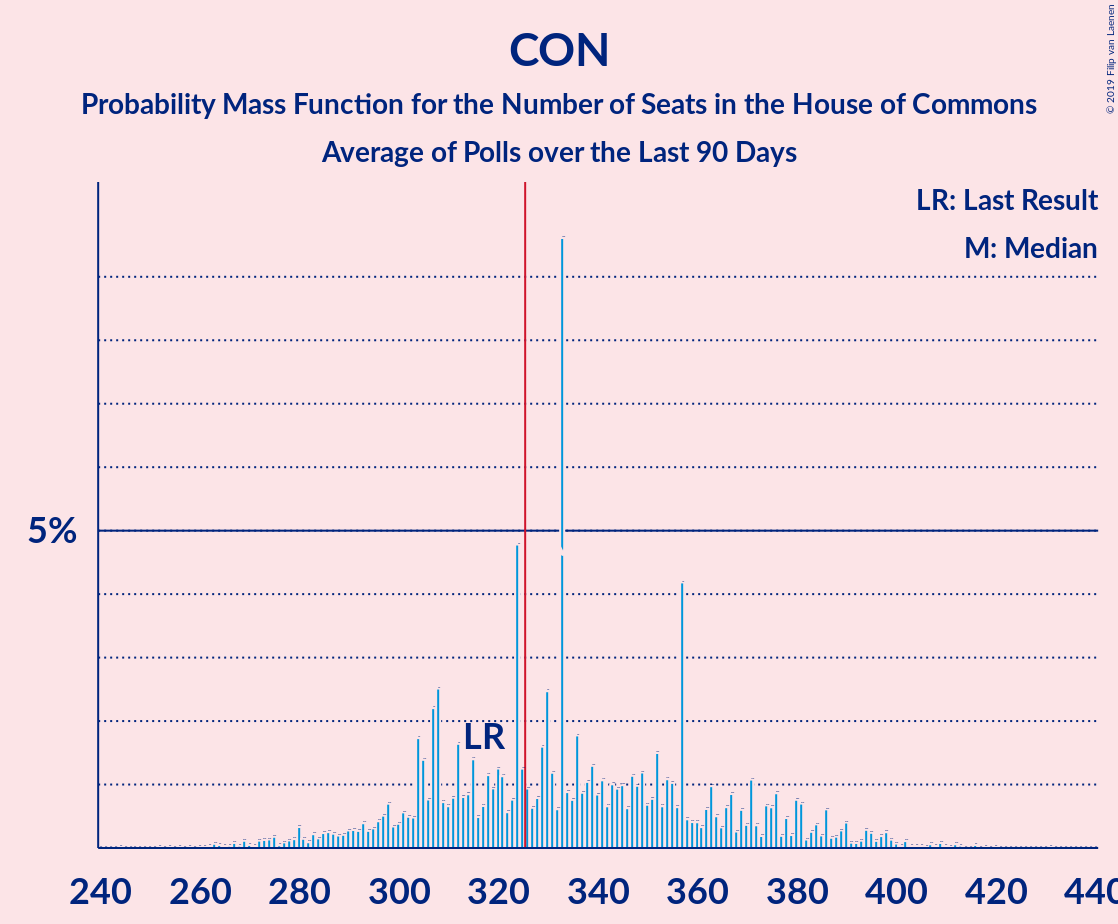 CON
Probability Mass Function for the Number of Seats in the House of Commons
Average of Polls over the Last 90 Days
© 2019 Filip van Laenen
LR: Last Result
M: Median
5%
LR
240 260 280 300 320 340 360 380 400 420 440